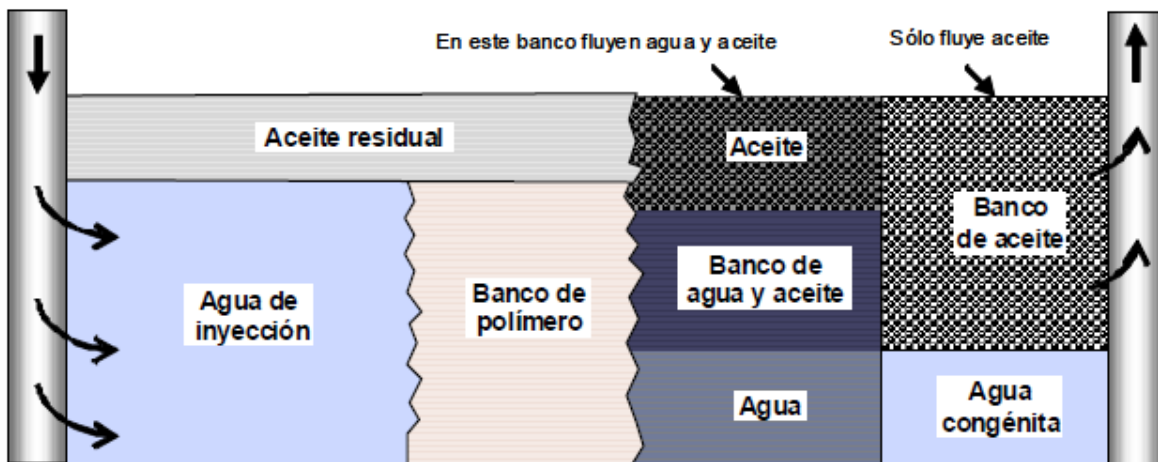 En este banco fluyen agua y aceite
Sólo fluye aceite
Aceite residual
Aceite
Banco
de aceite
Agua de
inyección
Banco de
polímero
Banco de
agua y aceite
Agua
Agua
congénita